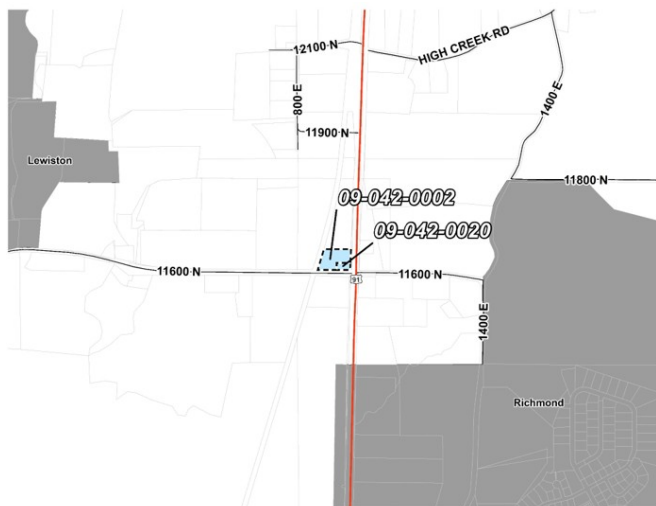 12100 N
HIGH CREEK RD
800 E
1400 E
11900 N
Lewiston
11800 N
09-042-0002
09-042-0020
11600 N
11600 N
91
1400 E
Richmond